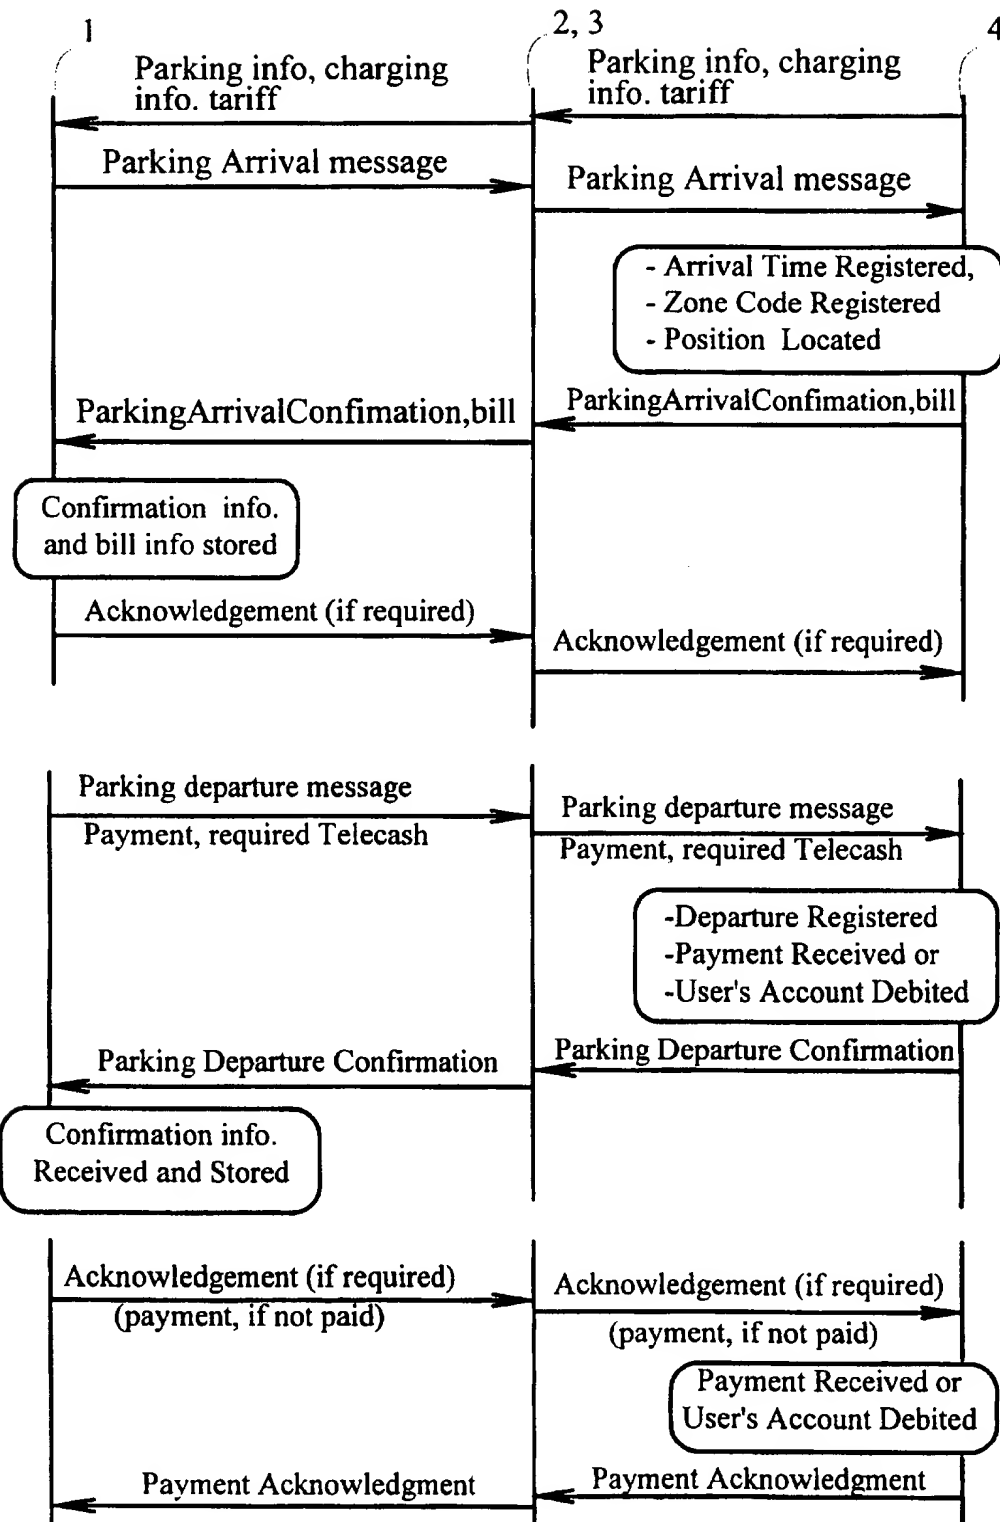 1
2, 3
4
Parking info, charging
info. tariff
Parking info, charging
info. tariff
Parking Arrival message
Parking Arrival message
- Arrival Time Registered,
- Zone Code Registered
- Position Located
ParkingArrivalConfimation,bill
ParkingArrivalConfimation,bill
Confirmation info.
and bill info stored
Acknowledgement (if required)
Acknowledgement (if required)
Parking departure message
Payment, required Telecash
Parking departure message
Payment, required Telecash
-Departure Registered
-Payment Received or
-User's Account Debited
Parking Departure Confirmation
Parking Departure Confirmation
Confirmation info.
Received and Stored
Acknowledgement (if required)
(payment, if not paid)
Acknowledgement (if required)
(payment, if not paid)
Payment Received or
User's Account Debited
Payment Acknowledgment
Payment Acknowledgment